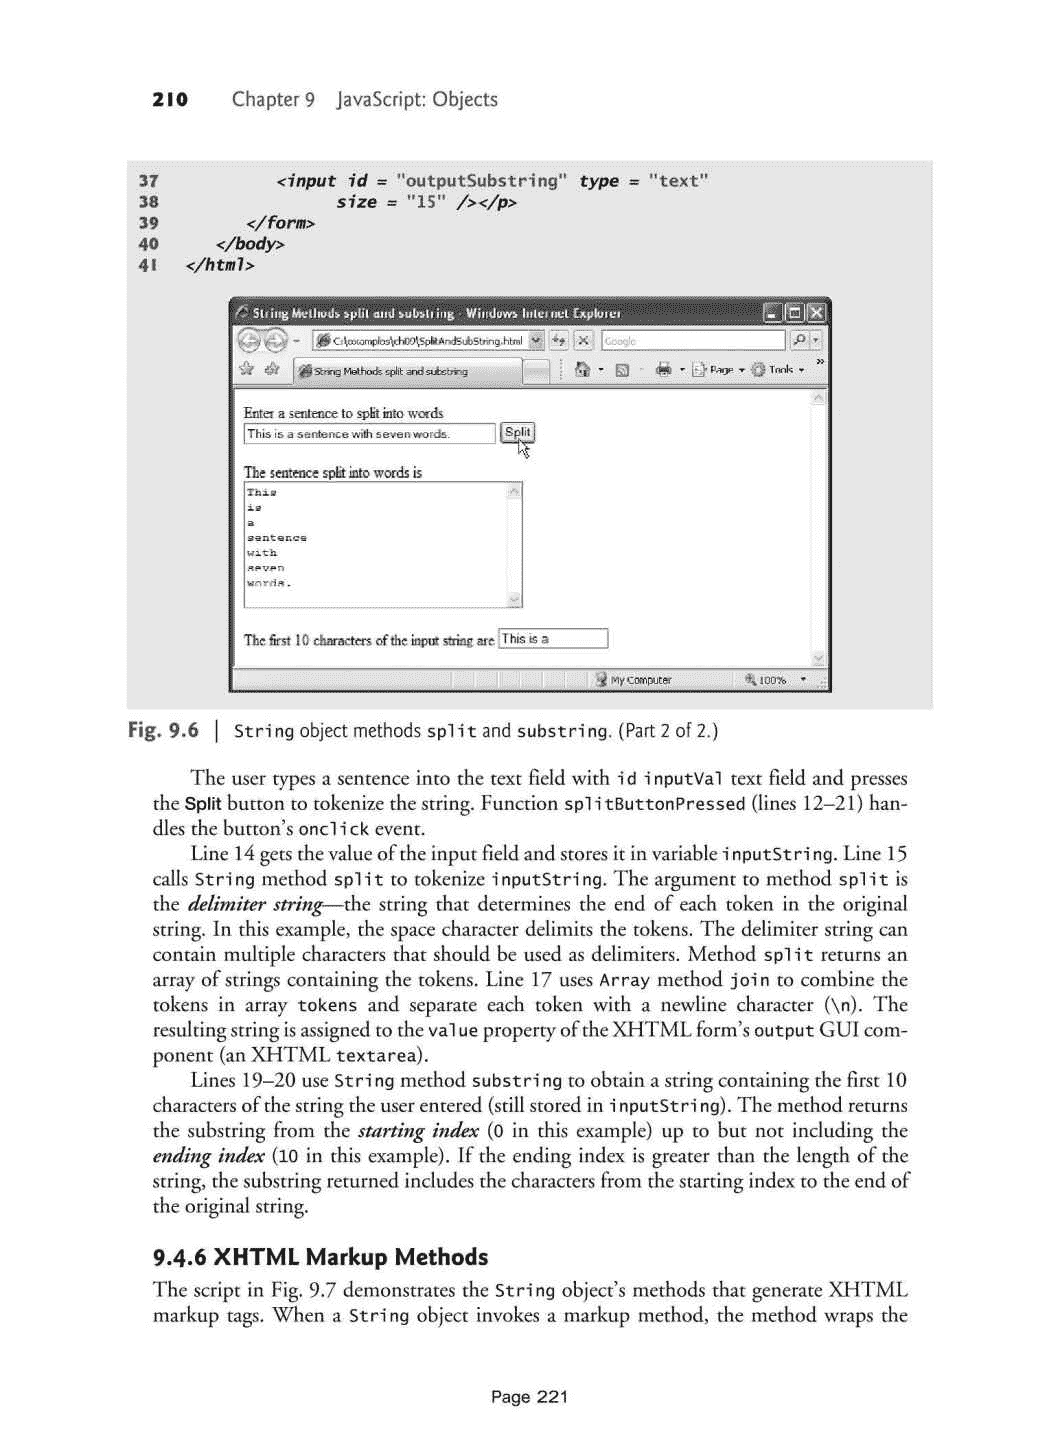 210 Chapter 9 JavaScript: Objects
37 <input id = "outputSubstring" type = "text"
38 size = "15" /></p>
39 </form>
40 </body>
41 </html>
String Methods split and substring - Windows Internet Explorer
C:\examples\ch09\SplitAndSubString.html
Google
String Methods split and substring
Page
Tools
»
Enter a sentence to split into words
This is a sentence with seven words.
Split
The sentence split into words is
This
is
a
sentence
with
seven
words.
The first 10 characters of the input string are This is a
My Computer
100%
Fig. 9.6 | String object methods split and substring. (Part 2 of 2.)
The user types a sentence into the text field with id inputVal text field and presses
the Split button to tokenize the string. Function splitButtonPressed (lines 12–21) han-
dles the button's onclick event.
Line 14 gets the value of the input field and stores it in variable inputString. Line 15
calls String method split to tokenize inputString. The argument to method split is
the delimiter string—the string that determines the end of each token in the original
string. In this example, the space character delimits the tokens. The delimiter string can
contain multiple characters that should be used as delimiters. Method split returns an
array of strings containing the tokens. Line 17 uses Array method join to combine the
tokens in array tokens and separate each token with a newline character (\n). The
resulting string is assigned to the value property of the XHTML form's output GUI com-
ponent (an XHTML textarea).
Lines 19–20 use String method substring to obtain a string containing the first 10
characters of the string the user entered (still stored in inputString). The method returns
the substring from the starting index (0 in this example) up to but not including the
ending index (10 in this example). If the ending index is greater than the length of the
string, the substring returned includes the characters from the starting index to the end of
the original string.
9.4.6 XHTML Markup Methods
The script in Fig. 9.7 demonstrates the String object's methods that generate XHTML
markup tags. When a String object invokes a markup method, the method wraps the
Page 221